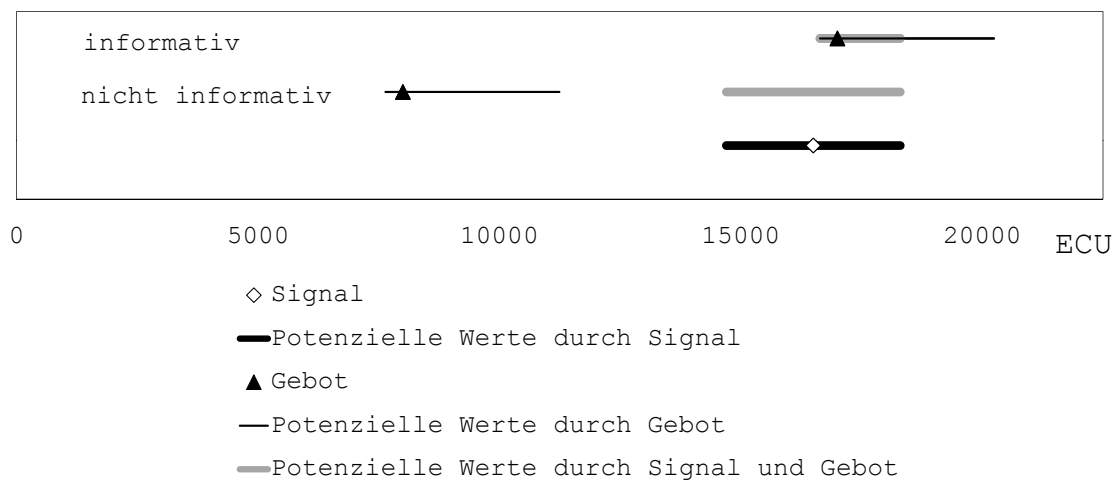 informativ
nicht informativ
0 5000 10000 15000 20000 ECU
Signal
Potenzielle Werte durch Signal
Gebot
Potenzielle Werte durch Gebot
Potenzielle Werte durch Signal und Gebot